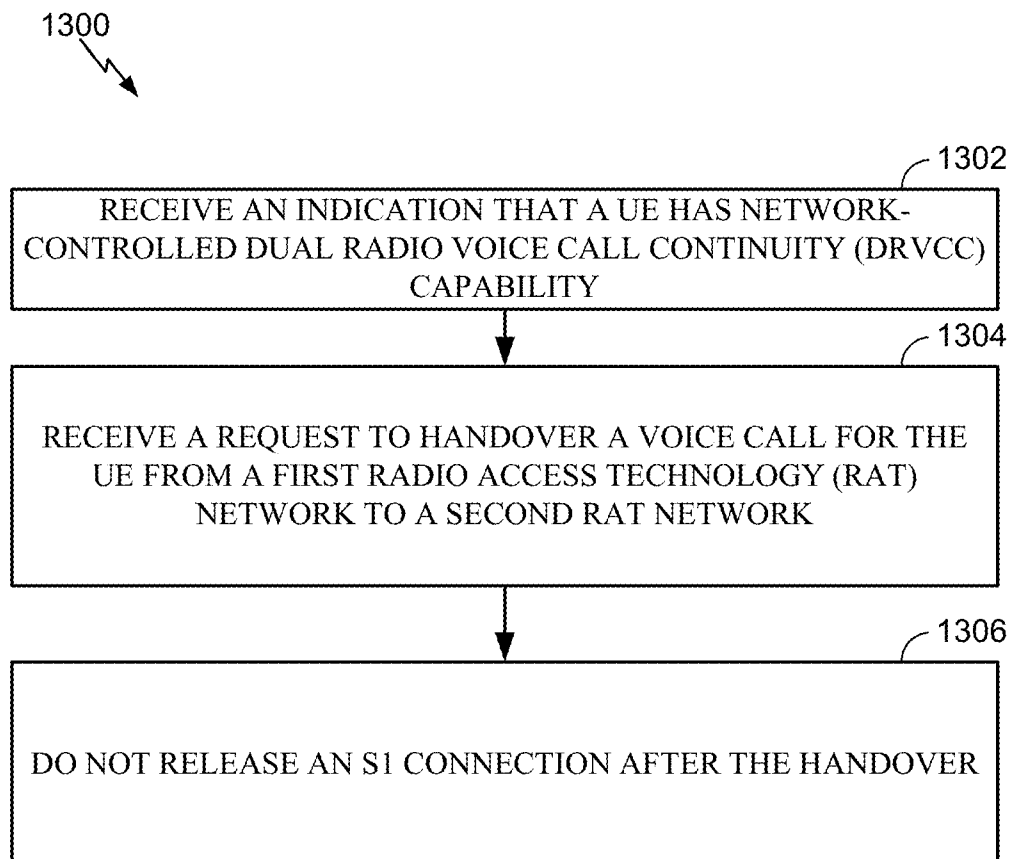 1300
1302
RECEIVE AN INDICATION THAT A UE HAS NETWORK-
CONTROLLED DUAL RADIO VOICE CALL CONTINUITY (DRVCC)
CAPABILITY
1304
RECEIVE A REQUEST TO HANDOVER A VOICE CALL FOR THE
UE FROM A FIRST RADIO ACCESS TECHNOLOGY (RAT)
NETWORK TO A SECOND RAT NETWORK
1306
DO NOT RELEASE AN S1 CONNECTION AFTER THE HANDOVER